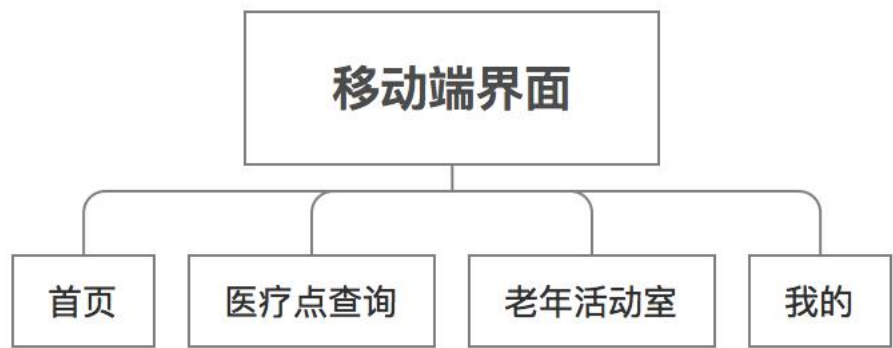 移动端界面
首页
医疗点查询
老年活动室
我的